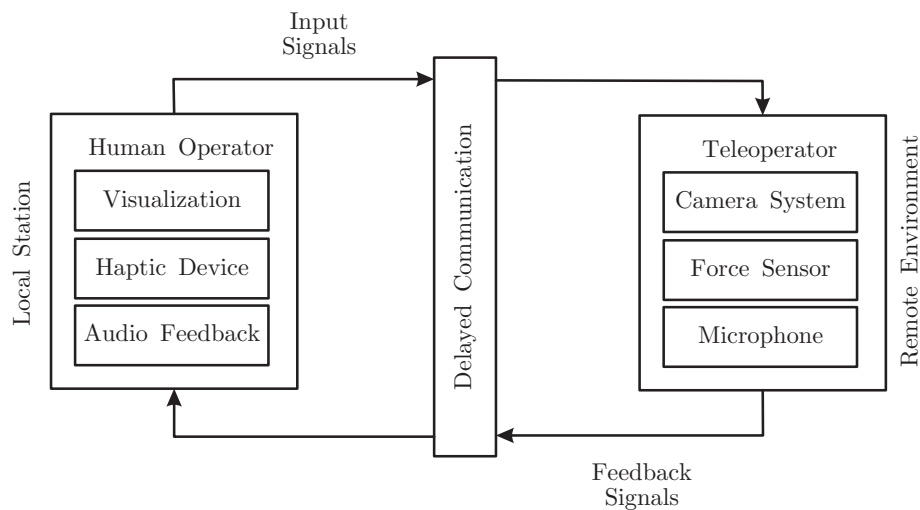 Input
Signals
Human Operator
Visualization
Haptic Device
Audio Feedback
Local Station
Delayed Communication
Teleoperator
Camera System
Force Sensor
Microphone
Remote Environment
Feedback
Signals